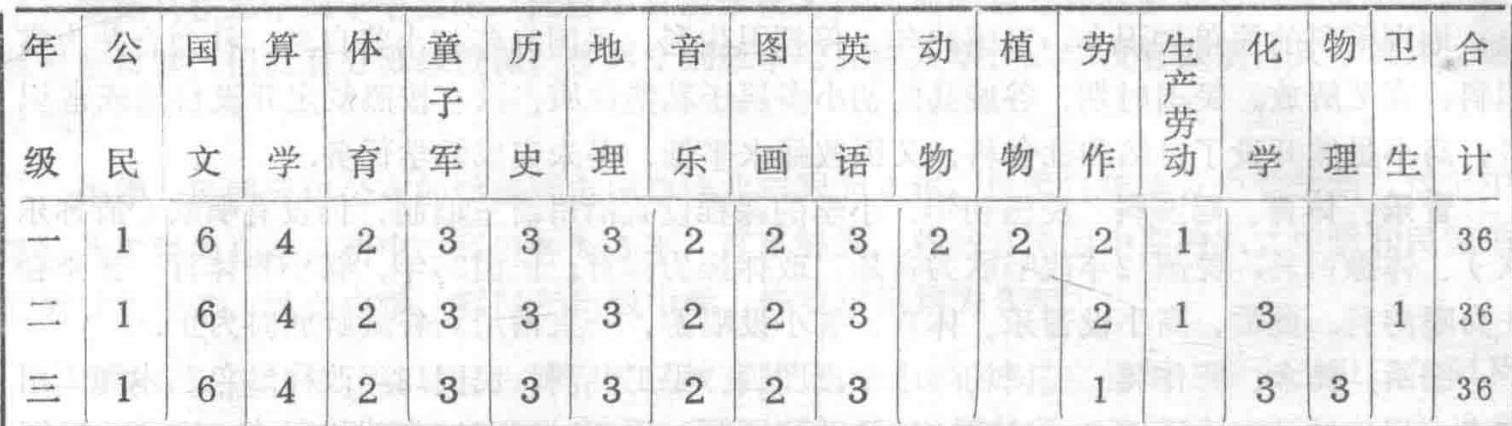 年级 公民 国文 算学 体育 童子军 历史 地理 音乐 图画 英语 动物 植物 劳作 生产劳动 化学 物理 卫生 合计
一 1 6 4 2 3 3 3 2 2 3 2 2 2 1 36
二 1 6 4 2 3 3 3 2 2 3 2 1 3 1 36
三 1 6 4 2 3 3 3 2 2 3 1 3 3 36